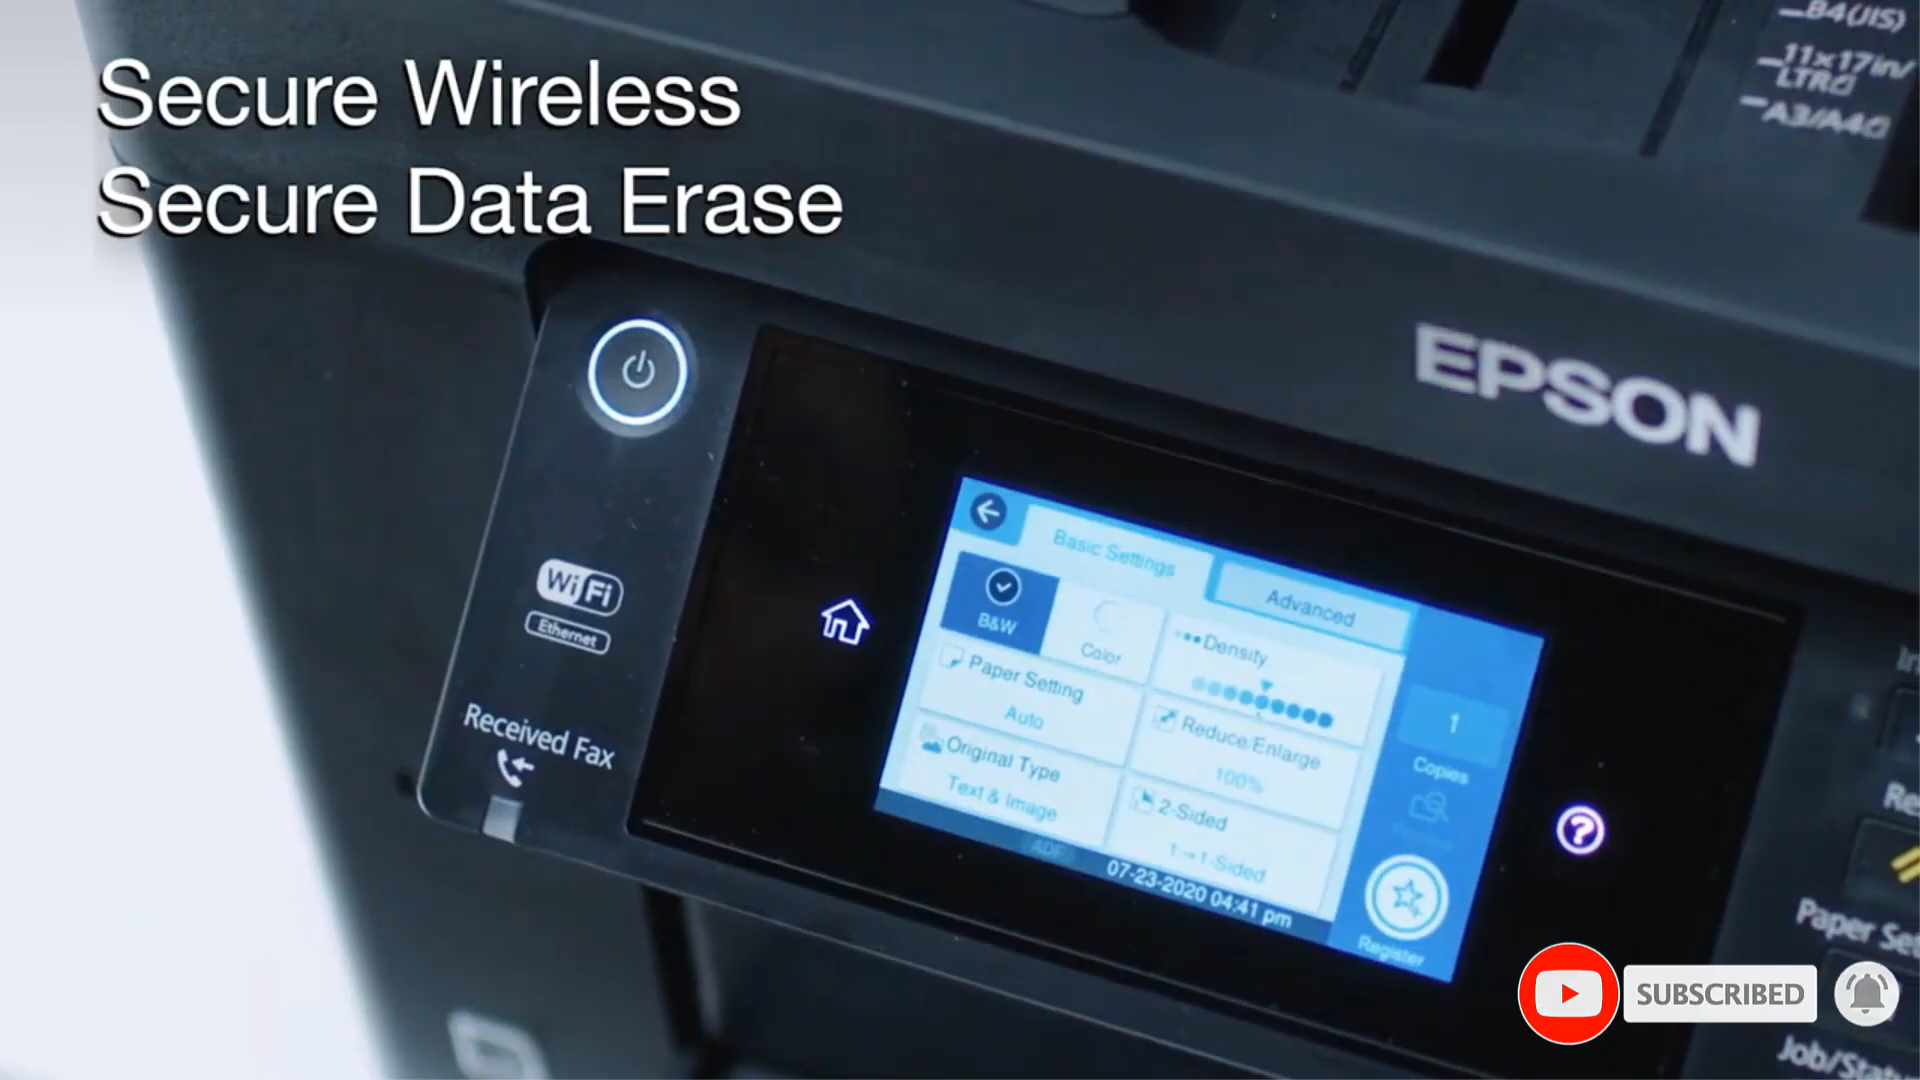 Secure Wireless
Secure Data Erase
B4(JIS)
11x17in/
LTR
A3/A4
EPSON
WiFi
Ethernet
Received Fax
Basic Settings
Advanced
B&W
Color
Density
Paper Setting
Auto
Reduce/Enlarge
100%
Original Type
Text & Image
2-Sided
1→1-Sided
1
Copies
ADF
07-23-2020 04:41 pm
Register
?
Paper Set
Job/Statu
SUBSCRIBED